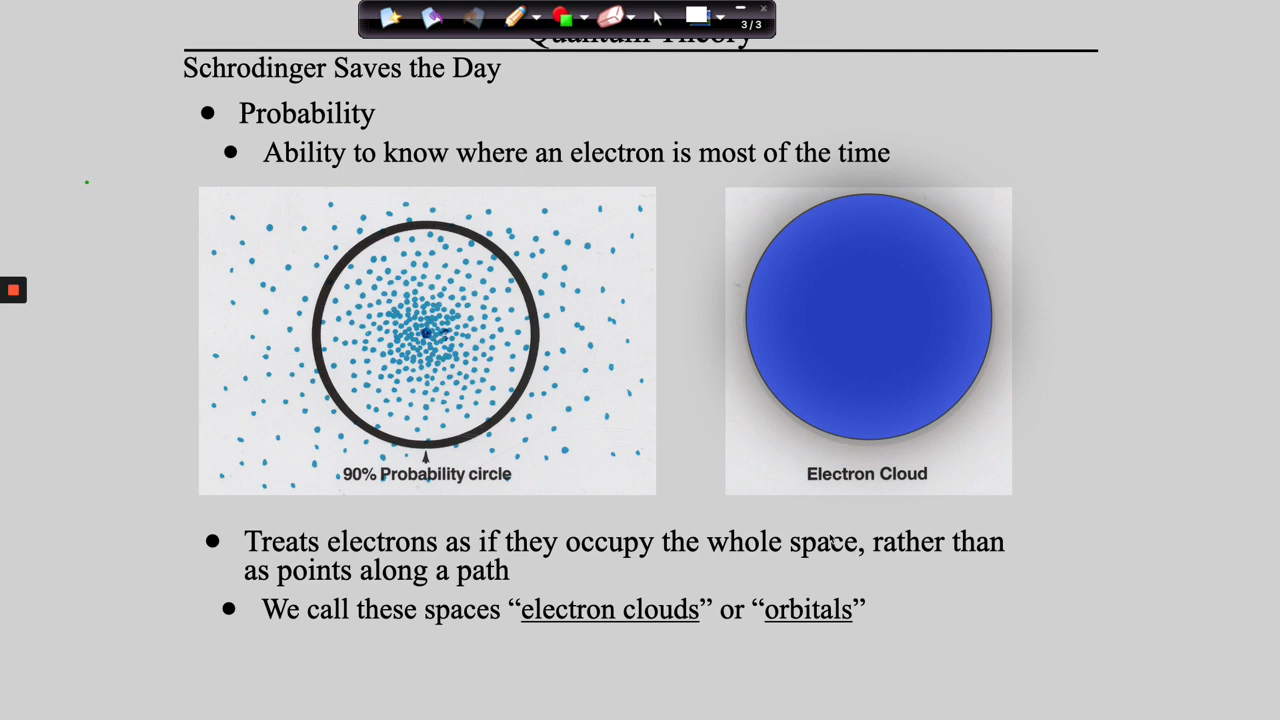 3/3
Quantum Theory
Schrodinger Saves the Day
● Probability
● Ability to know where an electron is most of the time
90% Probability circle
Electron Cloud
● Treats electrons as if they occupy the whole space, rather than
as points along a path
● We call these spaces “electron clouds” or “orbitals”